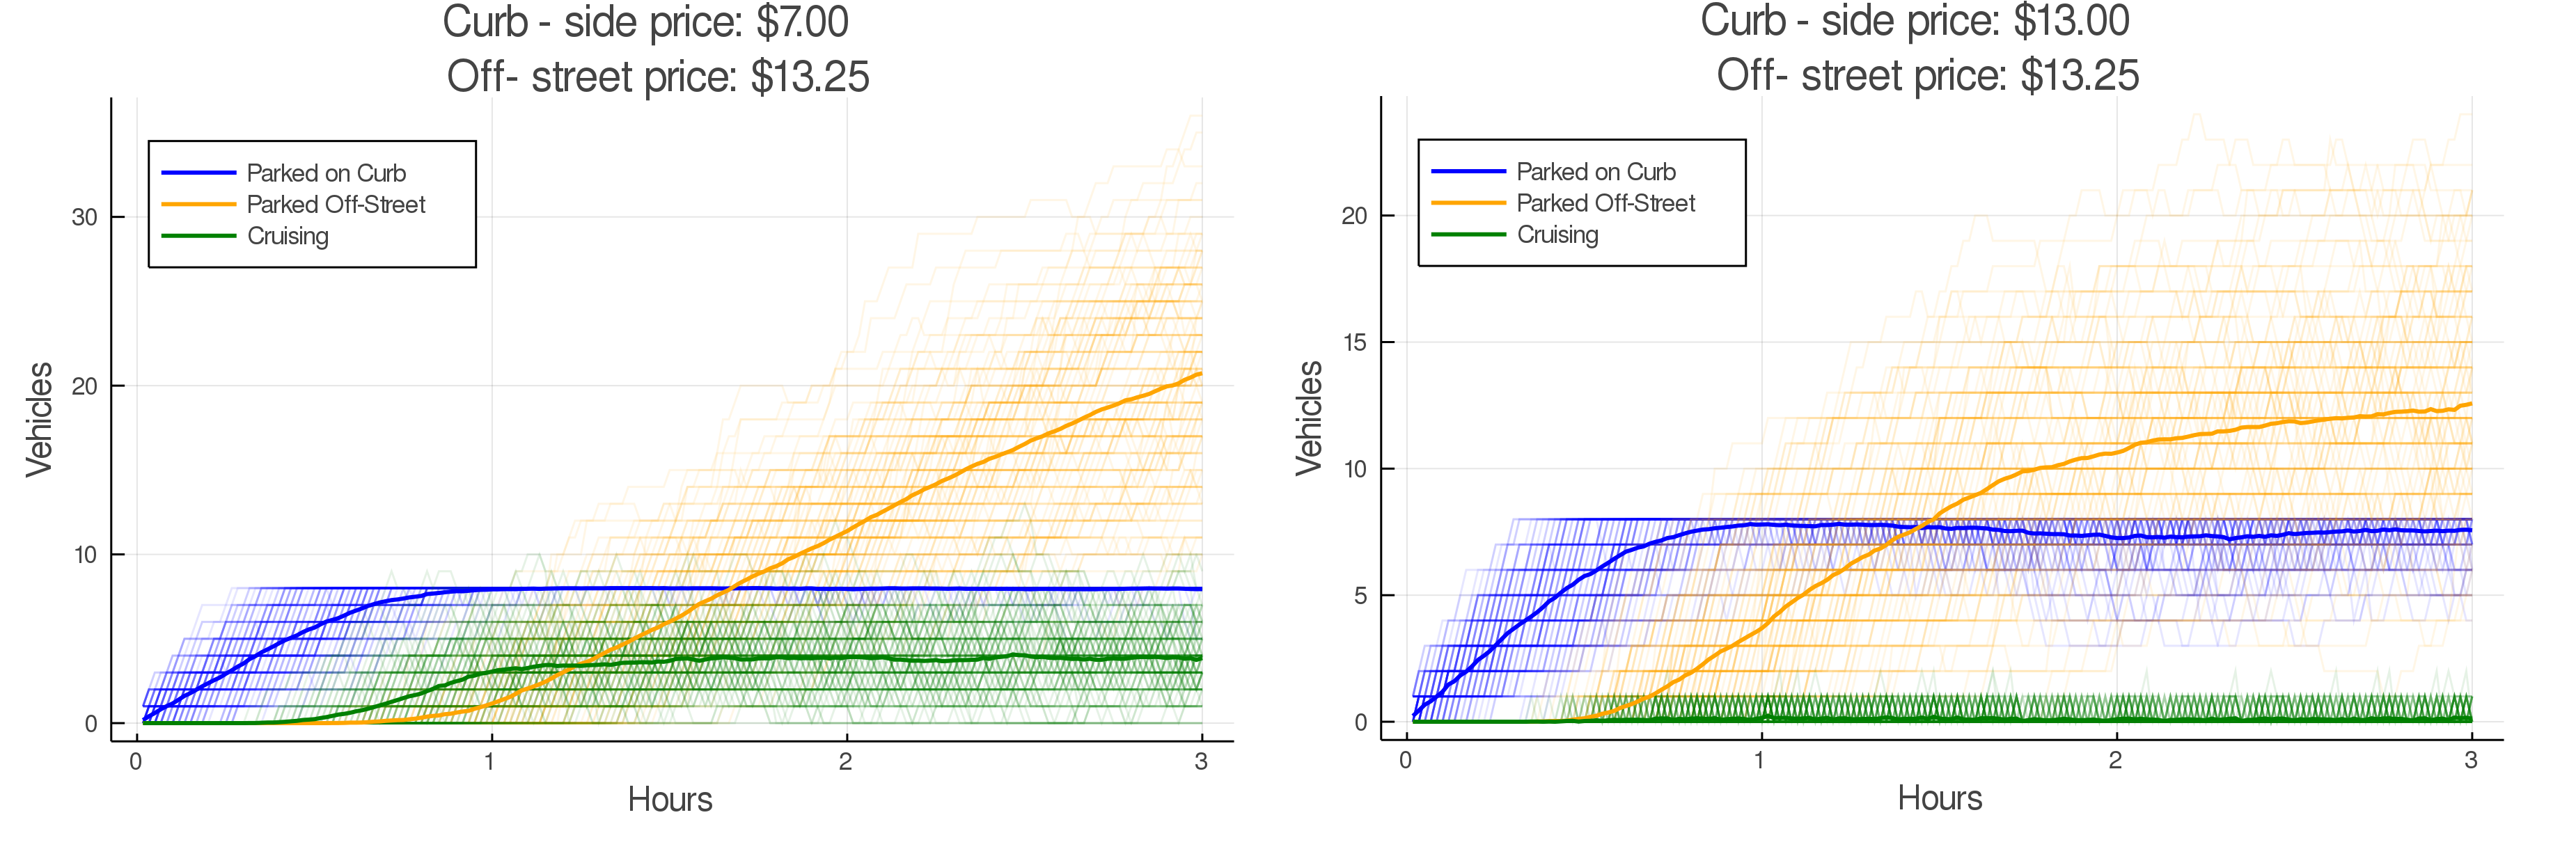 Curb - side price: $7.00
Off- street price: $13.25
30
20
10
0
Vehicles
Parked on Curb
Parked Off-Street
Cruising
0 1 2 3
Hours
Curb - side price: $13.00
Off- street price: $13.25
20
15
10
5
0
Vehicles
Parked on Curb
Parked Off-Street
Cruising
0 1 2 3
Hours